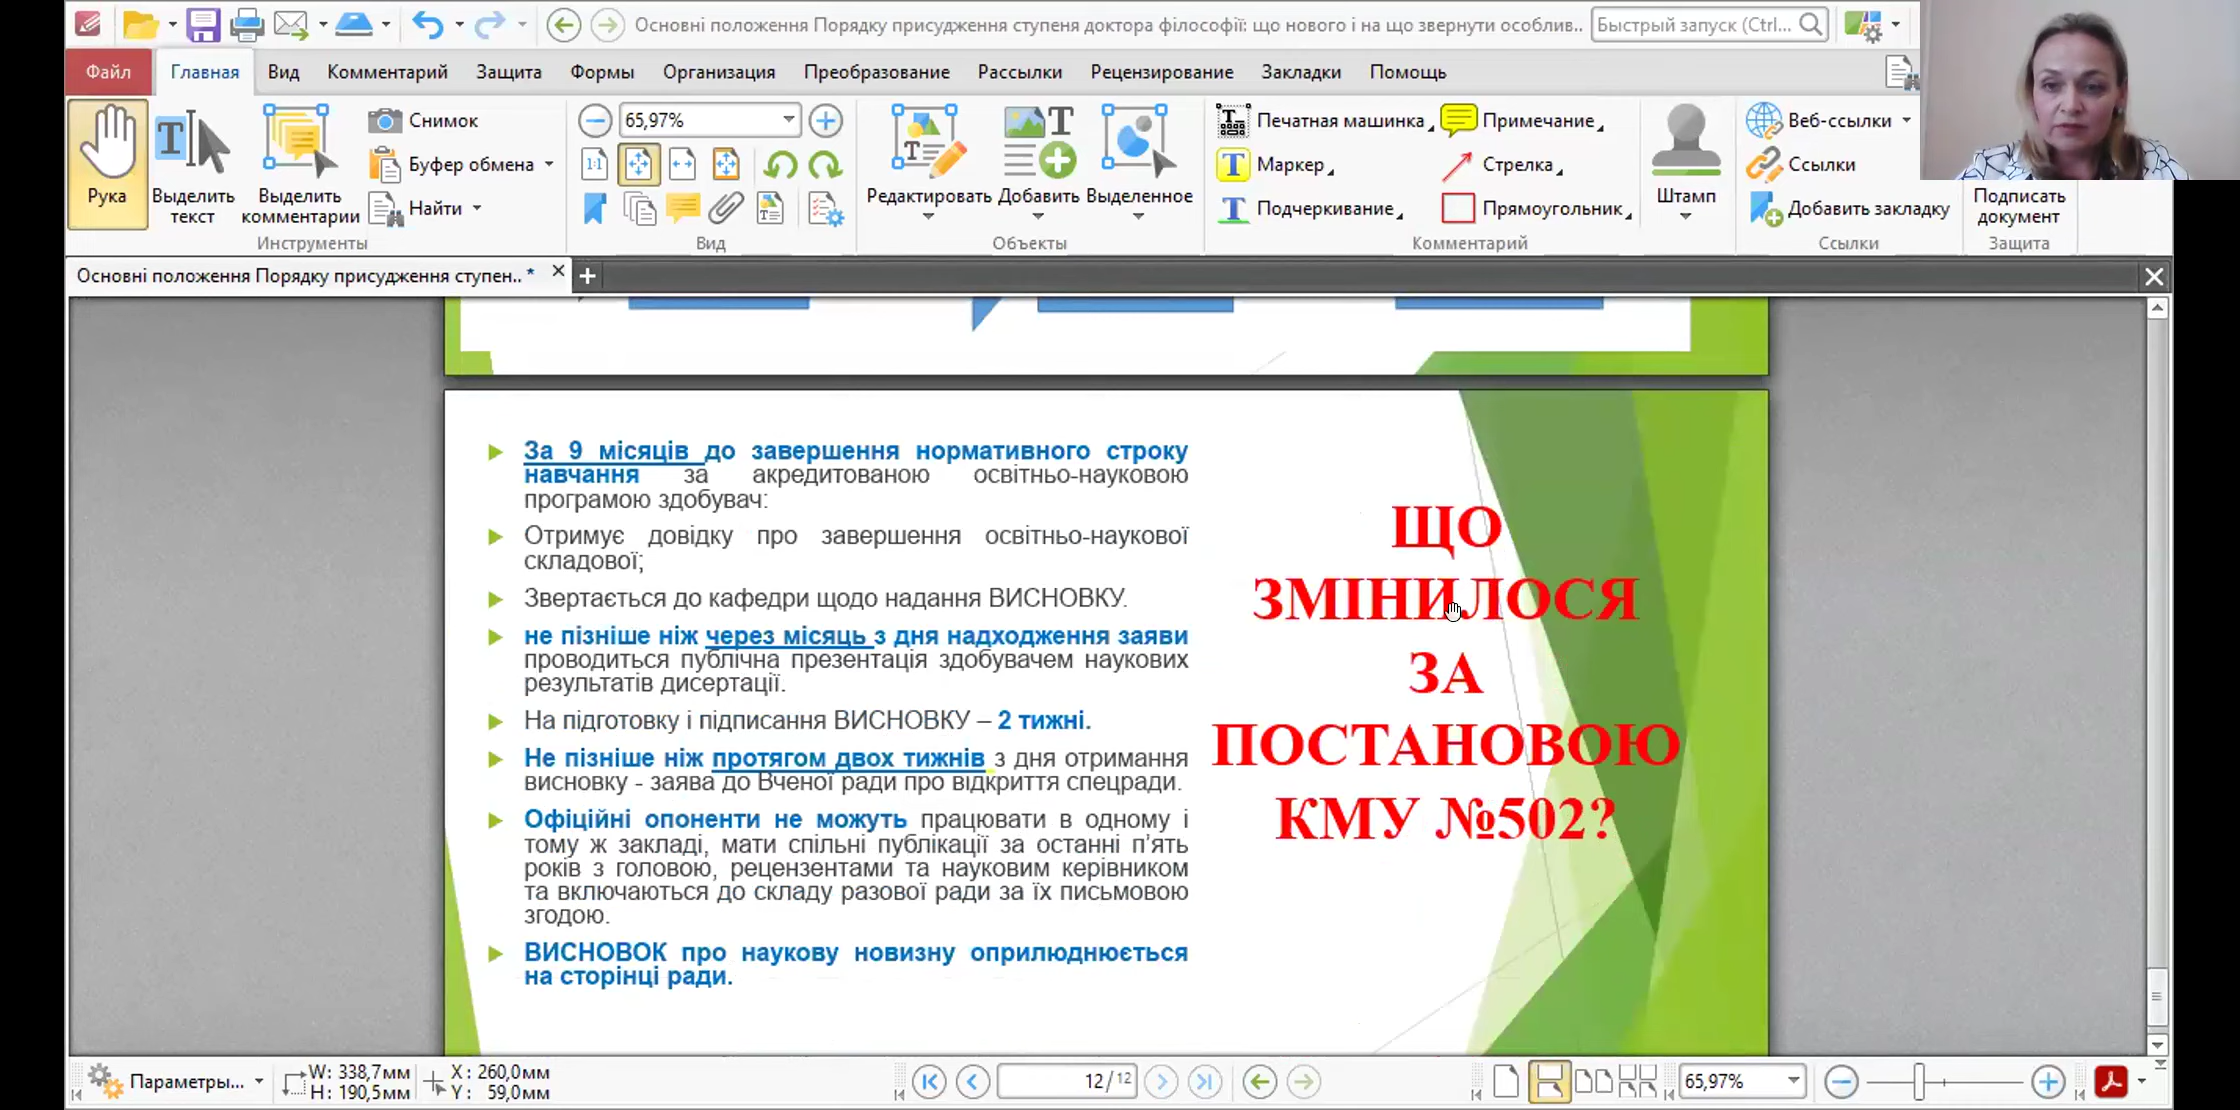 Основні положення Порядку присудження ступеня доктора філософії: що нового і на що звернути особлив..
Быстрый запуск (Ctrl...
Файл
Главная
Вид
Комментарий
Защита
Формы
Организация
Преобразование
Рассылки
Рецензирование
Закладки
Помощь
Рука
Выделить
текст
Выделить
комментарии
Снимок
Буфер обмена
Найти
Инструменты
65,97%
1:1
Вид
Редактировать
Добавить
Выделенное
Объекты
Печатная машинка
Маркер
Подчеркивание
Примечание
Стрелка
Прямоугольник
Комментарий
Штамп
Веб-ссылки
Ссылки
Добавить закладку
Ссылки
Подписать
документ
Защита
Основні положення Порядку присудження ступен.. *
За 9 місяців до завершення нормативного строку
навчання за акредитованою освітньо-науковою
програмою здобувач:
Отримує довідку про завершення освітньо-наукової
складової;
Звертається до кафедри щодо надання ВИСНОВКУ.
не пізніше ніж через місяць з дня надходження заяви
проводиться публічна презентація здобувачем наукових
результатів дисертації.
На підготовку і підписання ВИСНОВКУ – 2 тижні.
Не пізніше ніж протягом двох тижнів з дня отримання
висновку - заява до Вченої ради про відкриття спецради.
Офіційні опоненти не можуть працювати в одному і
тому ж закладі, мати спільні публікації за останні п'ять
років з головою, рецензентами та науковим керівником
та включаються до складу разової ради за їх письмовою
згодою.
ВИСНОВОК про наукову новизну оприлюднюється
на сторінці ради.
ЩО
ЗМІНИЛОСЯ
ЗА
ПОСТАНОВОЮ
КМУ №502?
Параметры...
W: 338,7мм
H: 190,5мм
X: 260,0мм
Y: 59,0мм
12/12
65,97%